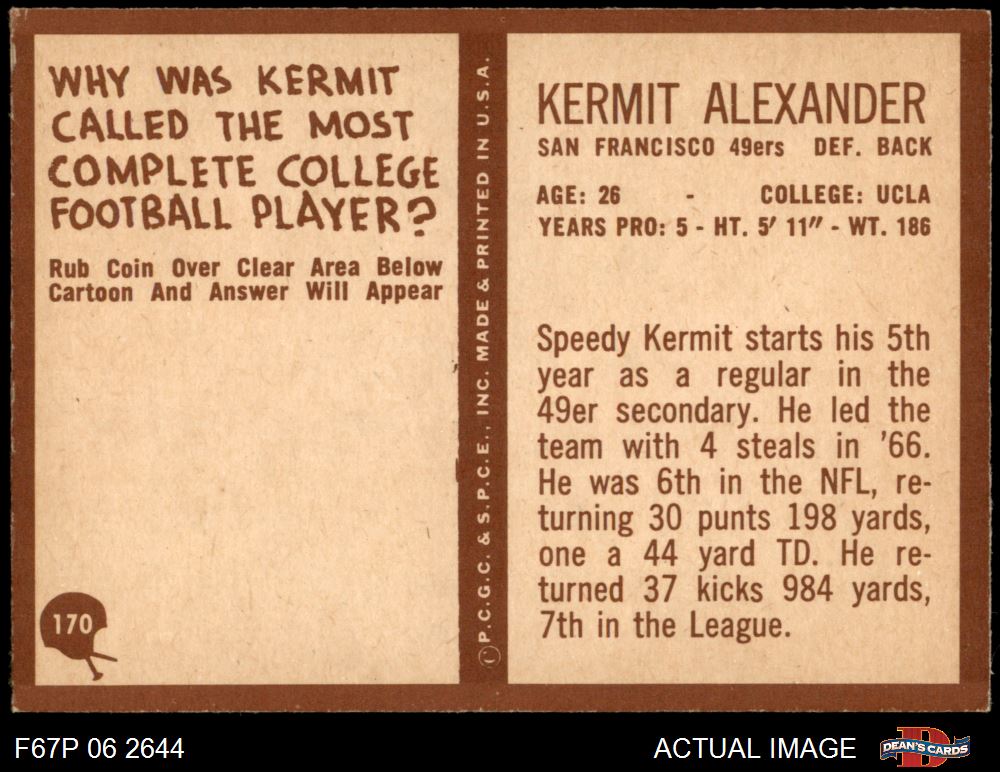 WHY WAS KERMIT
CALLED THE MOST
COMPLETE COLLEGE
FOOTBALL PLAYER?
Rub Coin Over Clear Area Below
Cartoon And Answer Will Appear
170
© P.C.G.C. & S.P.C.E., INC. MADE & PRINTED IN U.S.A.
KERMIT ALEXANDER
SAN FRANCISCO 49ers DEF. BACK
AGE: 26 - COLLEGE: UCLA
YEARS PRO: 5 - HT. 5′ 11″ - WT. 186
Speedy Kermit starts his 5th
year as a regular in the
49er secondary. He led the
team with 4 steals in '66.
He was 6th in the NFL, re-
turning 30 punts 198 yards,
one a 44 yard TD. He re-
turned 37 kicks 984 yards,
7th in the League.
F67P 06 2644
ACTUAL IMAGE
D
DEAN'S CARDS